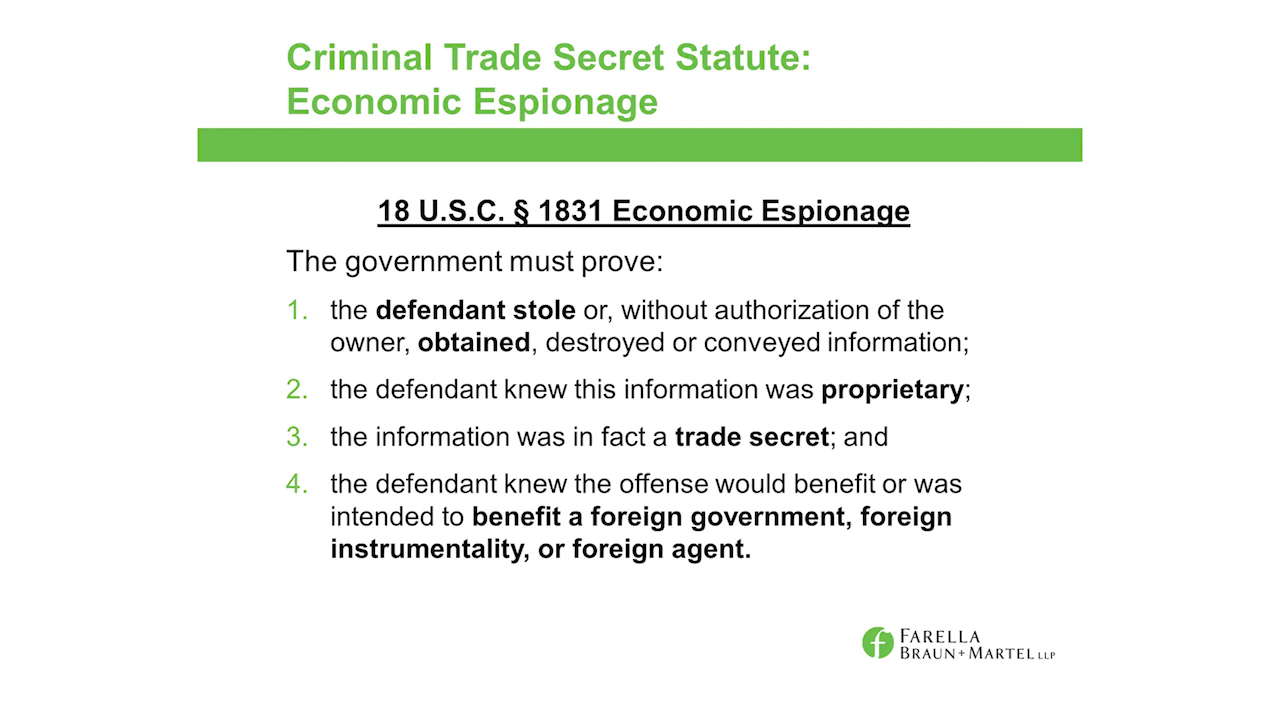 Criminal Trade Secret Statute:
Economic Espionage
18 U.S.C. § 1831 Economic Espionage
The government must prove:
1. the defendant stole or, without authorization of the
owner, obtained, destroyed or conveyed information;
2. the defendant knew this information was proprietary;
3. the information was in fact a trade secret; and
4. the defendant knew the offense would benefit or was
intended to benefit a foreign government, foreign
instrumentality, or foreign agent.
f FARELLA
BRAUN+MARTEL LLP